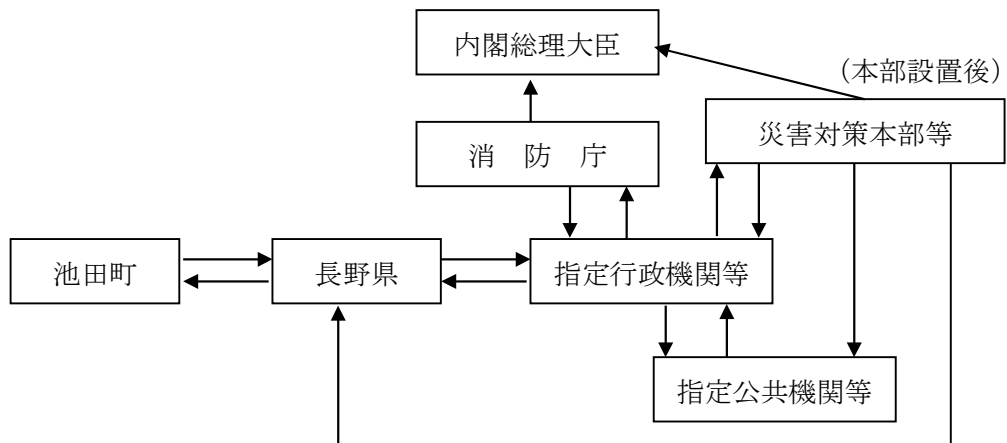 内閣総理大臣
(本部設置後)
災害対策本部等
消 防 庁
池田町
長野県
指定行政機関等
指定公共機関等